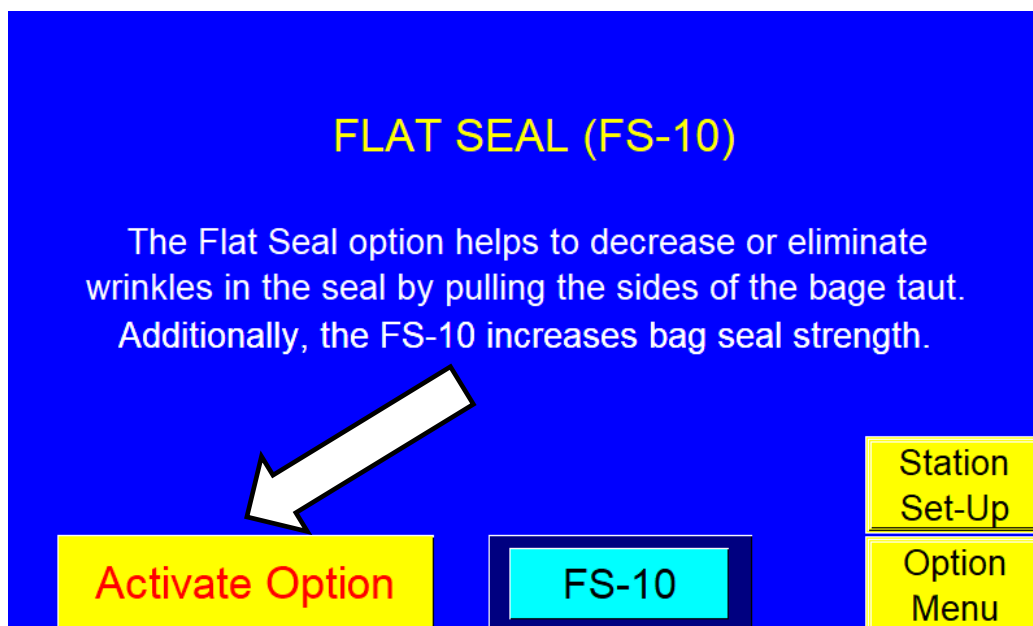 FLAT SEAL (FS-10)
The Flat Seal option helps to decrease or eliminate
wrinkles in the seal by pulling the sides of the bage taut.
Additionally, the FS-10 increases bag seal strength.
Station
Set-Up
Activate Option
FS-10
Option
Menu